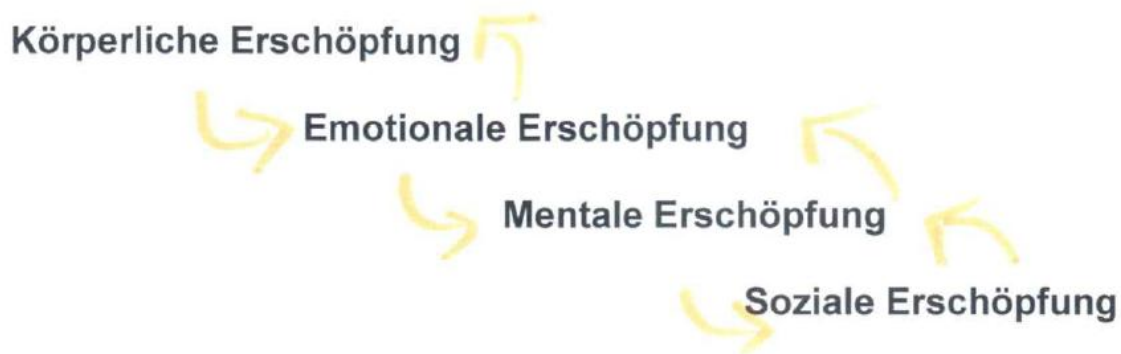 Körperliche Erschöpfung
Emotionale Erschöpfung
Mentale Erschöpfung
Soziale Erschöpfung